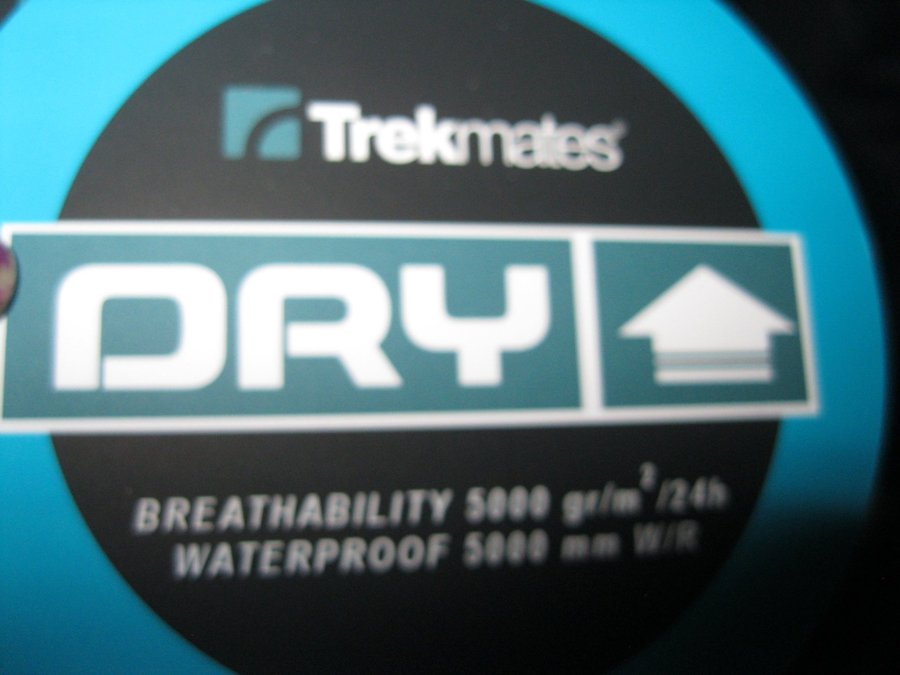 Trekmates
DRY
BREATHABILITY 5000 gr/m²/24h
WATERPROOF 5000 mm W/R